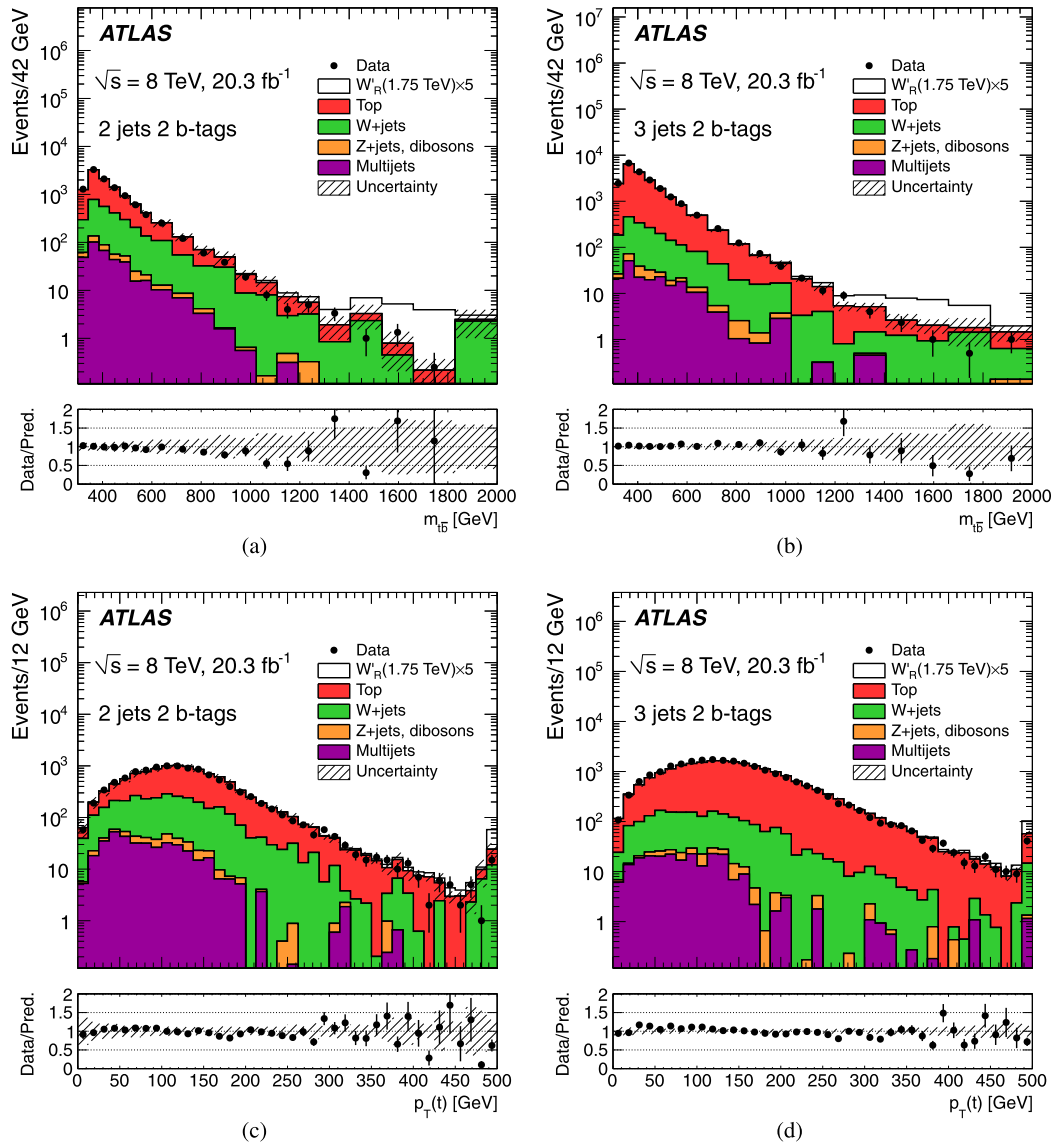 ATLAS
√s = 8 TeV, 20.3 fb⁻¹
2 jets 2 b-tags
Data
W'_R(1.75 TeV)×5
Top
W+jets
Z+jets, dibosons
Multijets
Uncertainty
Events/42 GeV
10⁶
10⁵
10⁴
10³
10²
10
1
Data/Pred.
2
1.5
1
0.5
0
400 600 800 1000 1200 1400 1600 1800 2000
m_tb̄ [GeV]
(a)
ATLAS
√s = 8 TeV, 20.3 fb⁻¹
3 jets 2 b-tags
Data
W'_R(1.75 TeV)×5
Top
W+jets
Z+jets, dibosons
Multijets
Uncertainty
Events/42 GeV
10⁷
10⁶
10⁵
10⁴
10³
10²
10
1
Data/Pred.
2
1.5
1
0.5
0
400 600 800 1000 1200 1400 1600 1800 2000
m_tb̄ [GeV]
(b)
ATLAS
√s = 8 TeV, 20.3 fb⁻¹
2 jets 2 b-tags
Data
W'_R(1.75 TeV)×5
Top
W+jets
Z+jets, dibosons
Multijets
Uncertainty
Events/12 GeV
10⁶
10⁵
10⁴
10³
10²
10
1
Data/Pred.
2
1.5
1
0.5
0
0 50 100 150 200 250 300 350 400 450 500
p_T(t) [GeV]
(c)
ATLAS
√s = 8 TeV, 20.3 fb⁻¹
3 jets 2 b-tags
Data
W'_R(1.75 TeV)×5
Top
W+jets
Z+jets, dibosons
Multijets
Uncertainty
Events/12 GeV
10⁶
10⁵
10⁴
10³
10²
10
1
Data/Pred.
2
1.5
1
0.5
0
0 50 100 150 200 250 300 350 400 450 500
p_T(t) [GeV]
(d)